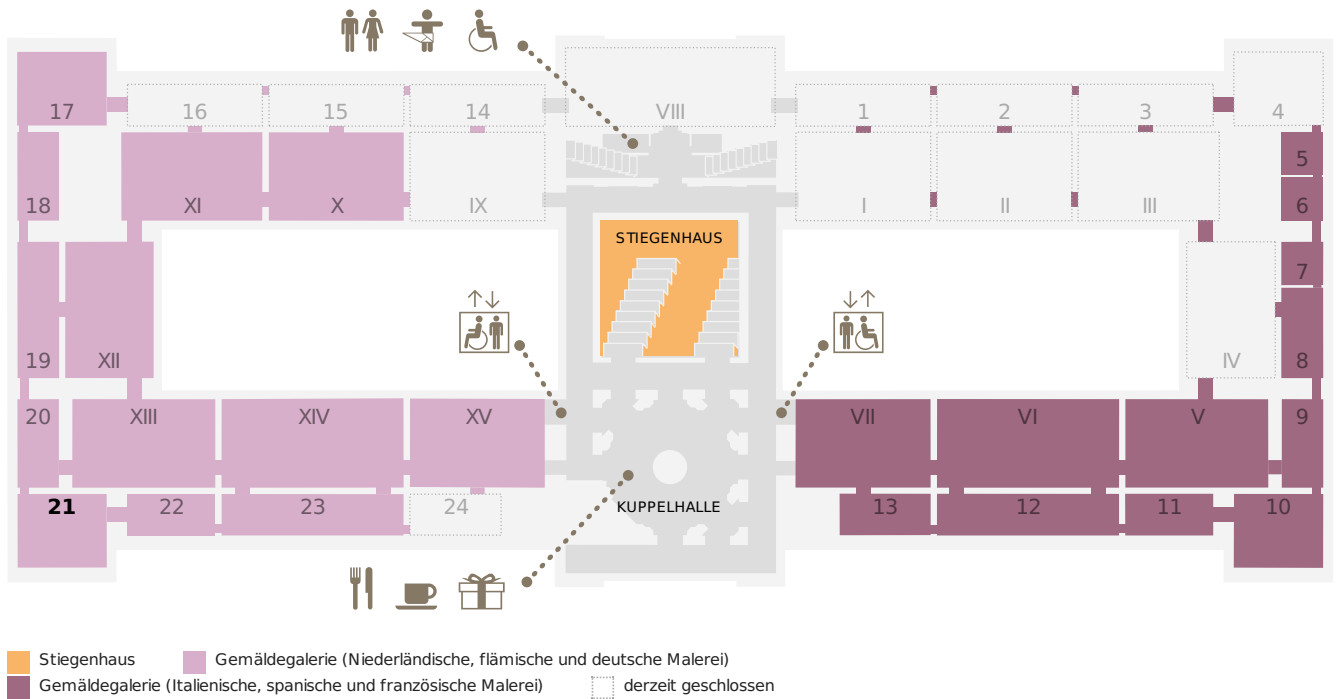 17 16 15 14 VIII 1 2 3 4
5
18 XI X IX I II III 6
STIEGENHAUS
7
19 XII IV 8
20 XIII XIV XV VII VI V 9
21 22 23 24 KUPPELHALLE 13 12 11 10
Stiegenhaus Gemäldegalerie (Niederländische, flämische und deutsche Malerei)
Gemäldegalerie (Italienische, spanische und französische Malerei) derzeit geschlossen